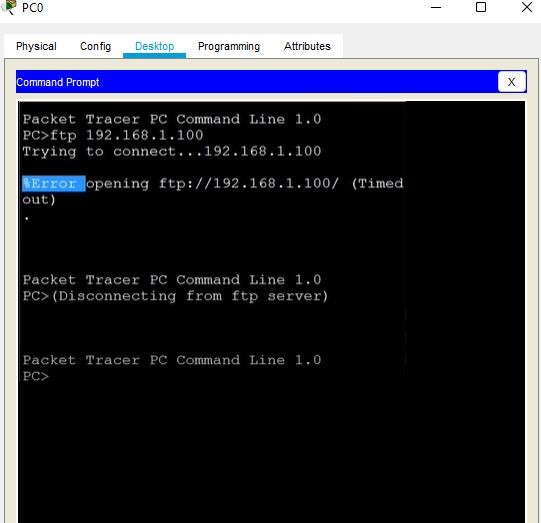 PC0
Physical Config Desktop Programming Attributes
Command Prompt
X
Packet Tracer PC Command Line 1.0
PC>ftp 192.168.1.100
Trying to connect...192.168.1.100
%Error opening ftp://192.168.1.100/ (Timed
out)
.
Packet Tracer PC Command Line 1.0
PC>(Disconnecting from ftp server)
Packet Tracer PC Command Line 1.0
PC>